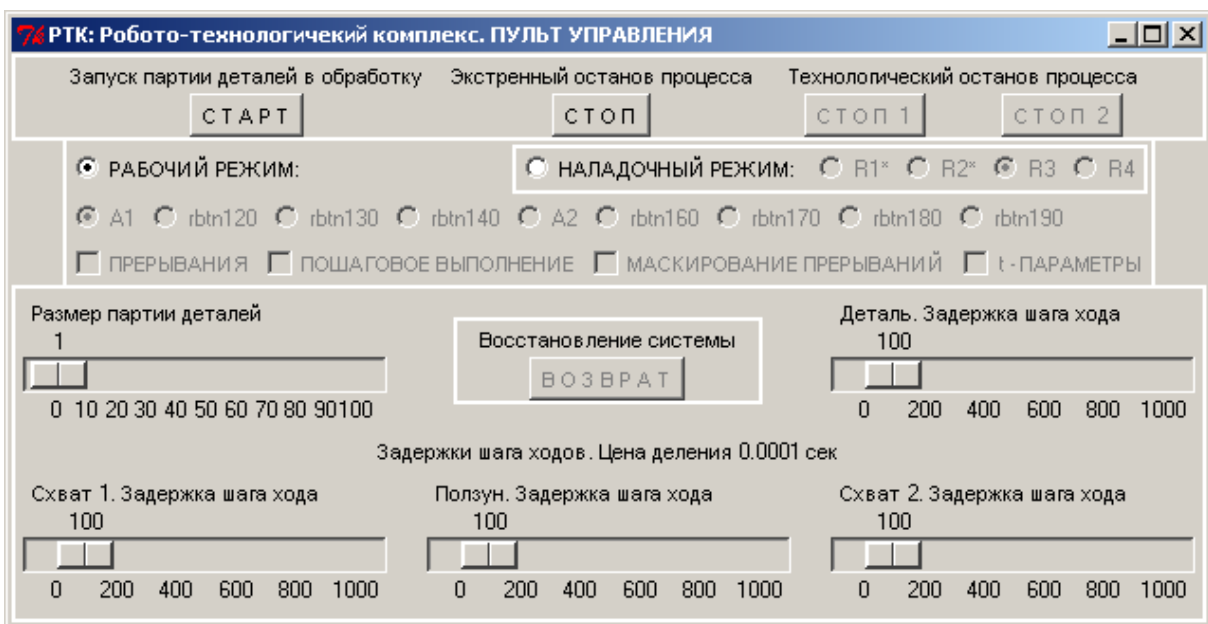 РТК: Робото-технологичекий комплекс. ПУЛЬТ УПРАВЛЕНИЯ
Запуск партии деталей в обработку Экстренный останов процесса Технологический останов процесса
С Т А Р Т С Т О П С Т О П 1 С Т О П 2
РАБОЧИЙ РЕЖИМ: НАЛАДОЧНЫЙ РЕЖИМ: R1* R2* R3 R4
A1 rbtn120 rbtn130 rbtn140 A2 rbtn160 rbtn170 rbtn180 rbtn190
ПРЕРЫВАНИЯ ПОШАГОВОЕ ВЫПОЛНЕНИЕ МАСКИРОВАНИЕ ПРЕРЫВАНИЙ t - ПАРАМЕТРЫ
Размер партии деталей Деталь. Задержка шага хода
1 Восстановление системы 100
В О З В Р А Т
0 10 20 30 40 50 60 70 80 90100 0 200 400 600 800 1000
Задержки шага ходов. Цена деления 0.0001 сек
Схват 1. Задержка шага хода Ползун. Задержка шага хода Схват 2. Задержка шага хода
100 100 100
0 200 400 600 800 1000 0 200 400 600 800 1000 0 200 400 600 800 1000